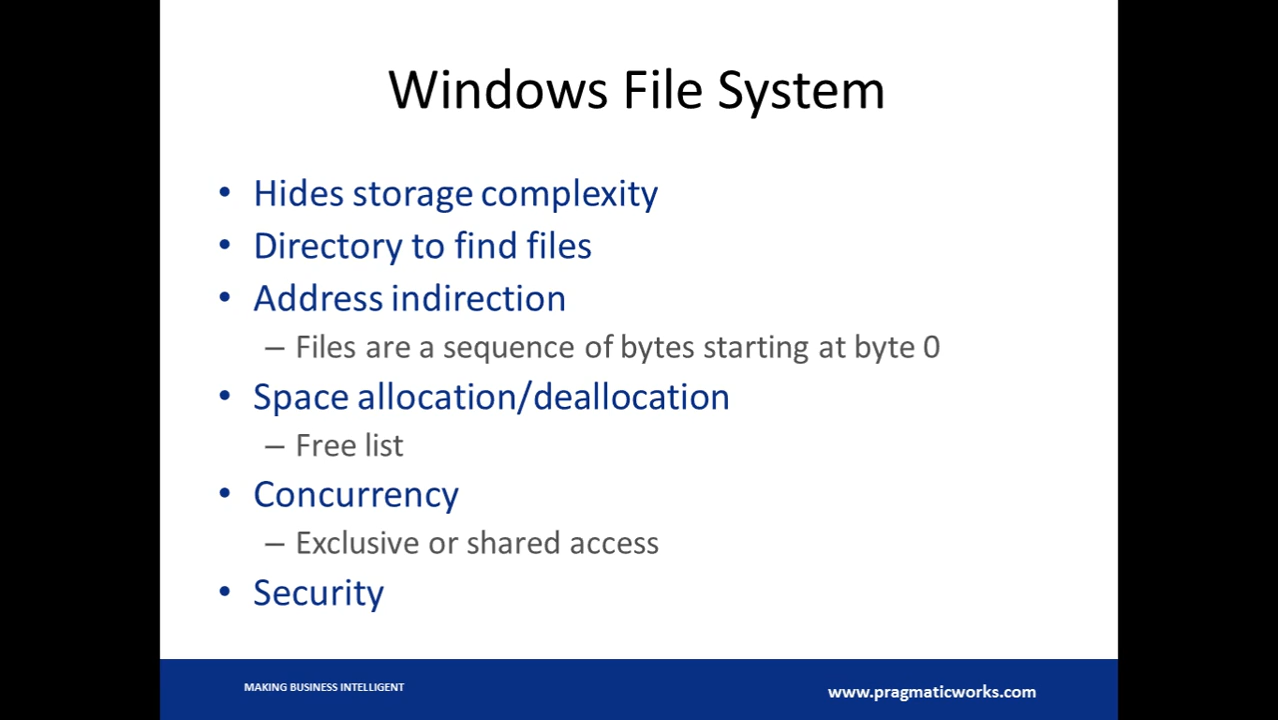 Windows File System
• Hides storage complexity
• Directory to find files
• Address indirection
– Files are a sequence of bytes starting at byte 0
• Space allocation/deallocation
– Free list
• Concurrency
– Exclusive or shared access
• Security
MAKING BUSINESS INTELLIGENT
www.pragmaticworks.com